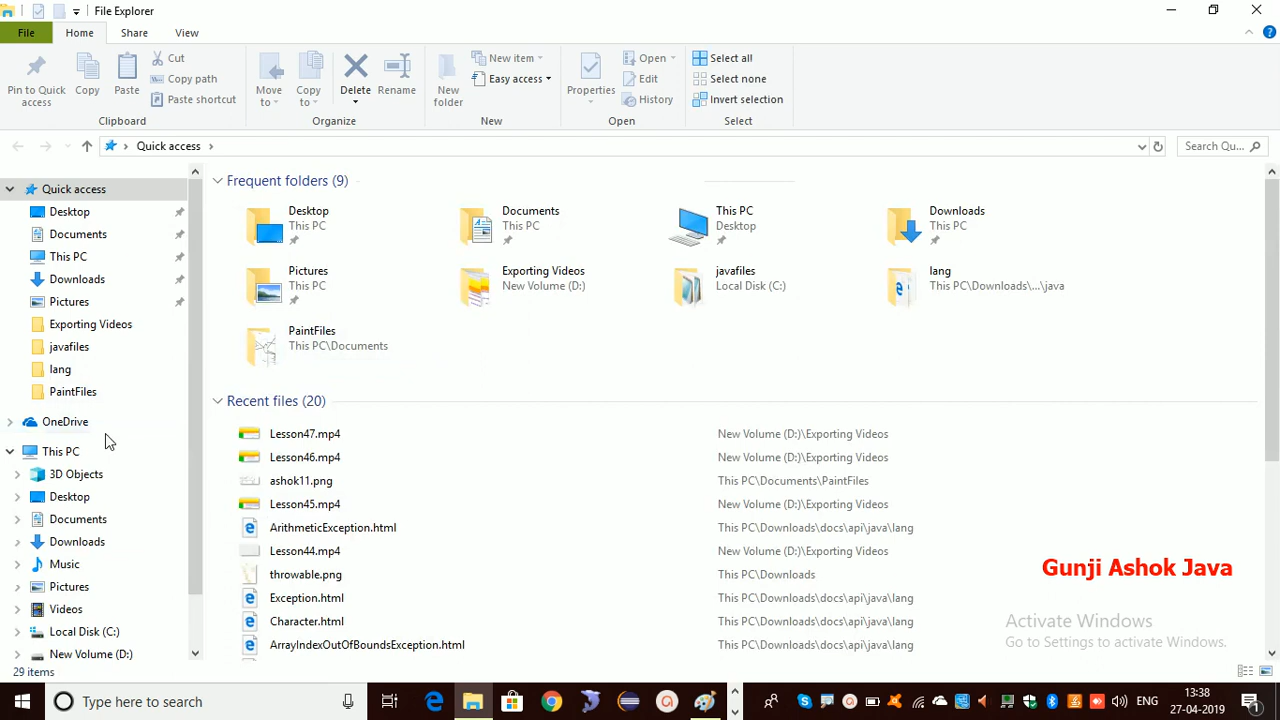 File Explorer
File
Home
Share
View
Pin to Quick access
Copy
Paste
Cut
Copy path
Paste shortcut
Clipboard
Move to
Copy to
Delete
Rename
Organize
New folder
New item
Easy access
New
Properties
Open
Edit
History
Open
Select all
Select none
Invert selection
Select
Quick access
Search Qu...
Quick access
Desktop
Documents
This PC
Downloads
Pictures
Exporting Videos
javafiles
lang
PaintFiles
OneDrive
This PC
3D Objects
Desktop
Documents
Downloads
Music
Pictures
Videos
Local Disk (C:)
New Volume (D:)
Frequent folders (9)
Desktop
This PC
Documents
This PC
This PC
Desktop
Downloads
This PC
Pictures
This PC
Exporting Videos
New Volume (D:)
javafiles
Local Disk (C:)
lang
This PC\Downloads\...\java
PaintFiles
This PC\Documents
Recent files (20)
Lesson47.mp4 New Volume (D:)\Exporting Videos
Lesson46.mp4 New Volume (D:)\Exporting Videos
ashok11.png This PC\Documents\PaintFiles
Lesson45.mp4 New Volume (D:)\Exporting Videos
ArithmeticException.html This PC\Downloads\docs\api\java\lang
Lesson44.mp4 New Volume (D:)\Exporting Videos
throwable.png This PC\Downloads
Exception.html This PC\Downloads\docs\api\java\lang
Character.html This PC\Downloads\docs\api\java\lang
ArrayIndexOutOfBoundsException.html This PC\Downloads\docs\api\java\lang
Gunji Ashok Java
Activate Windows
Go to Settings to activate Windows.
29 items
Type here to search
ENG
13:38
27-04-2019
1